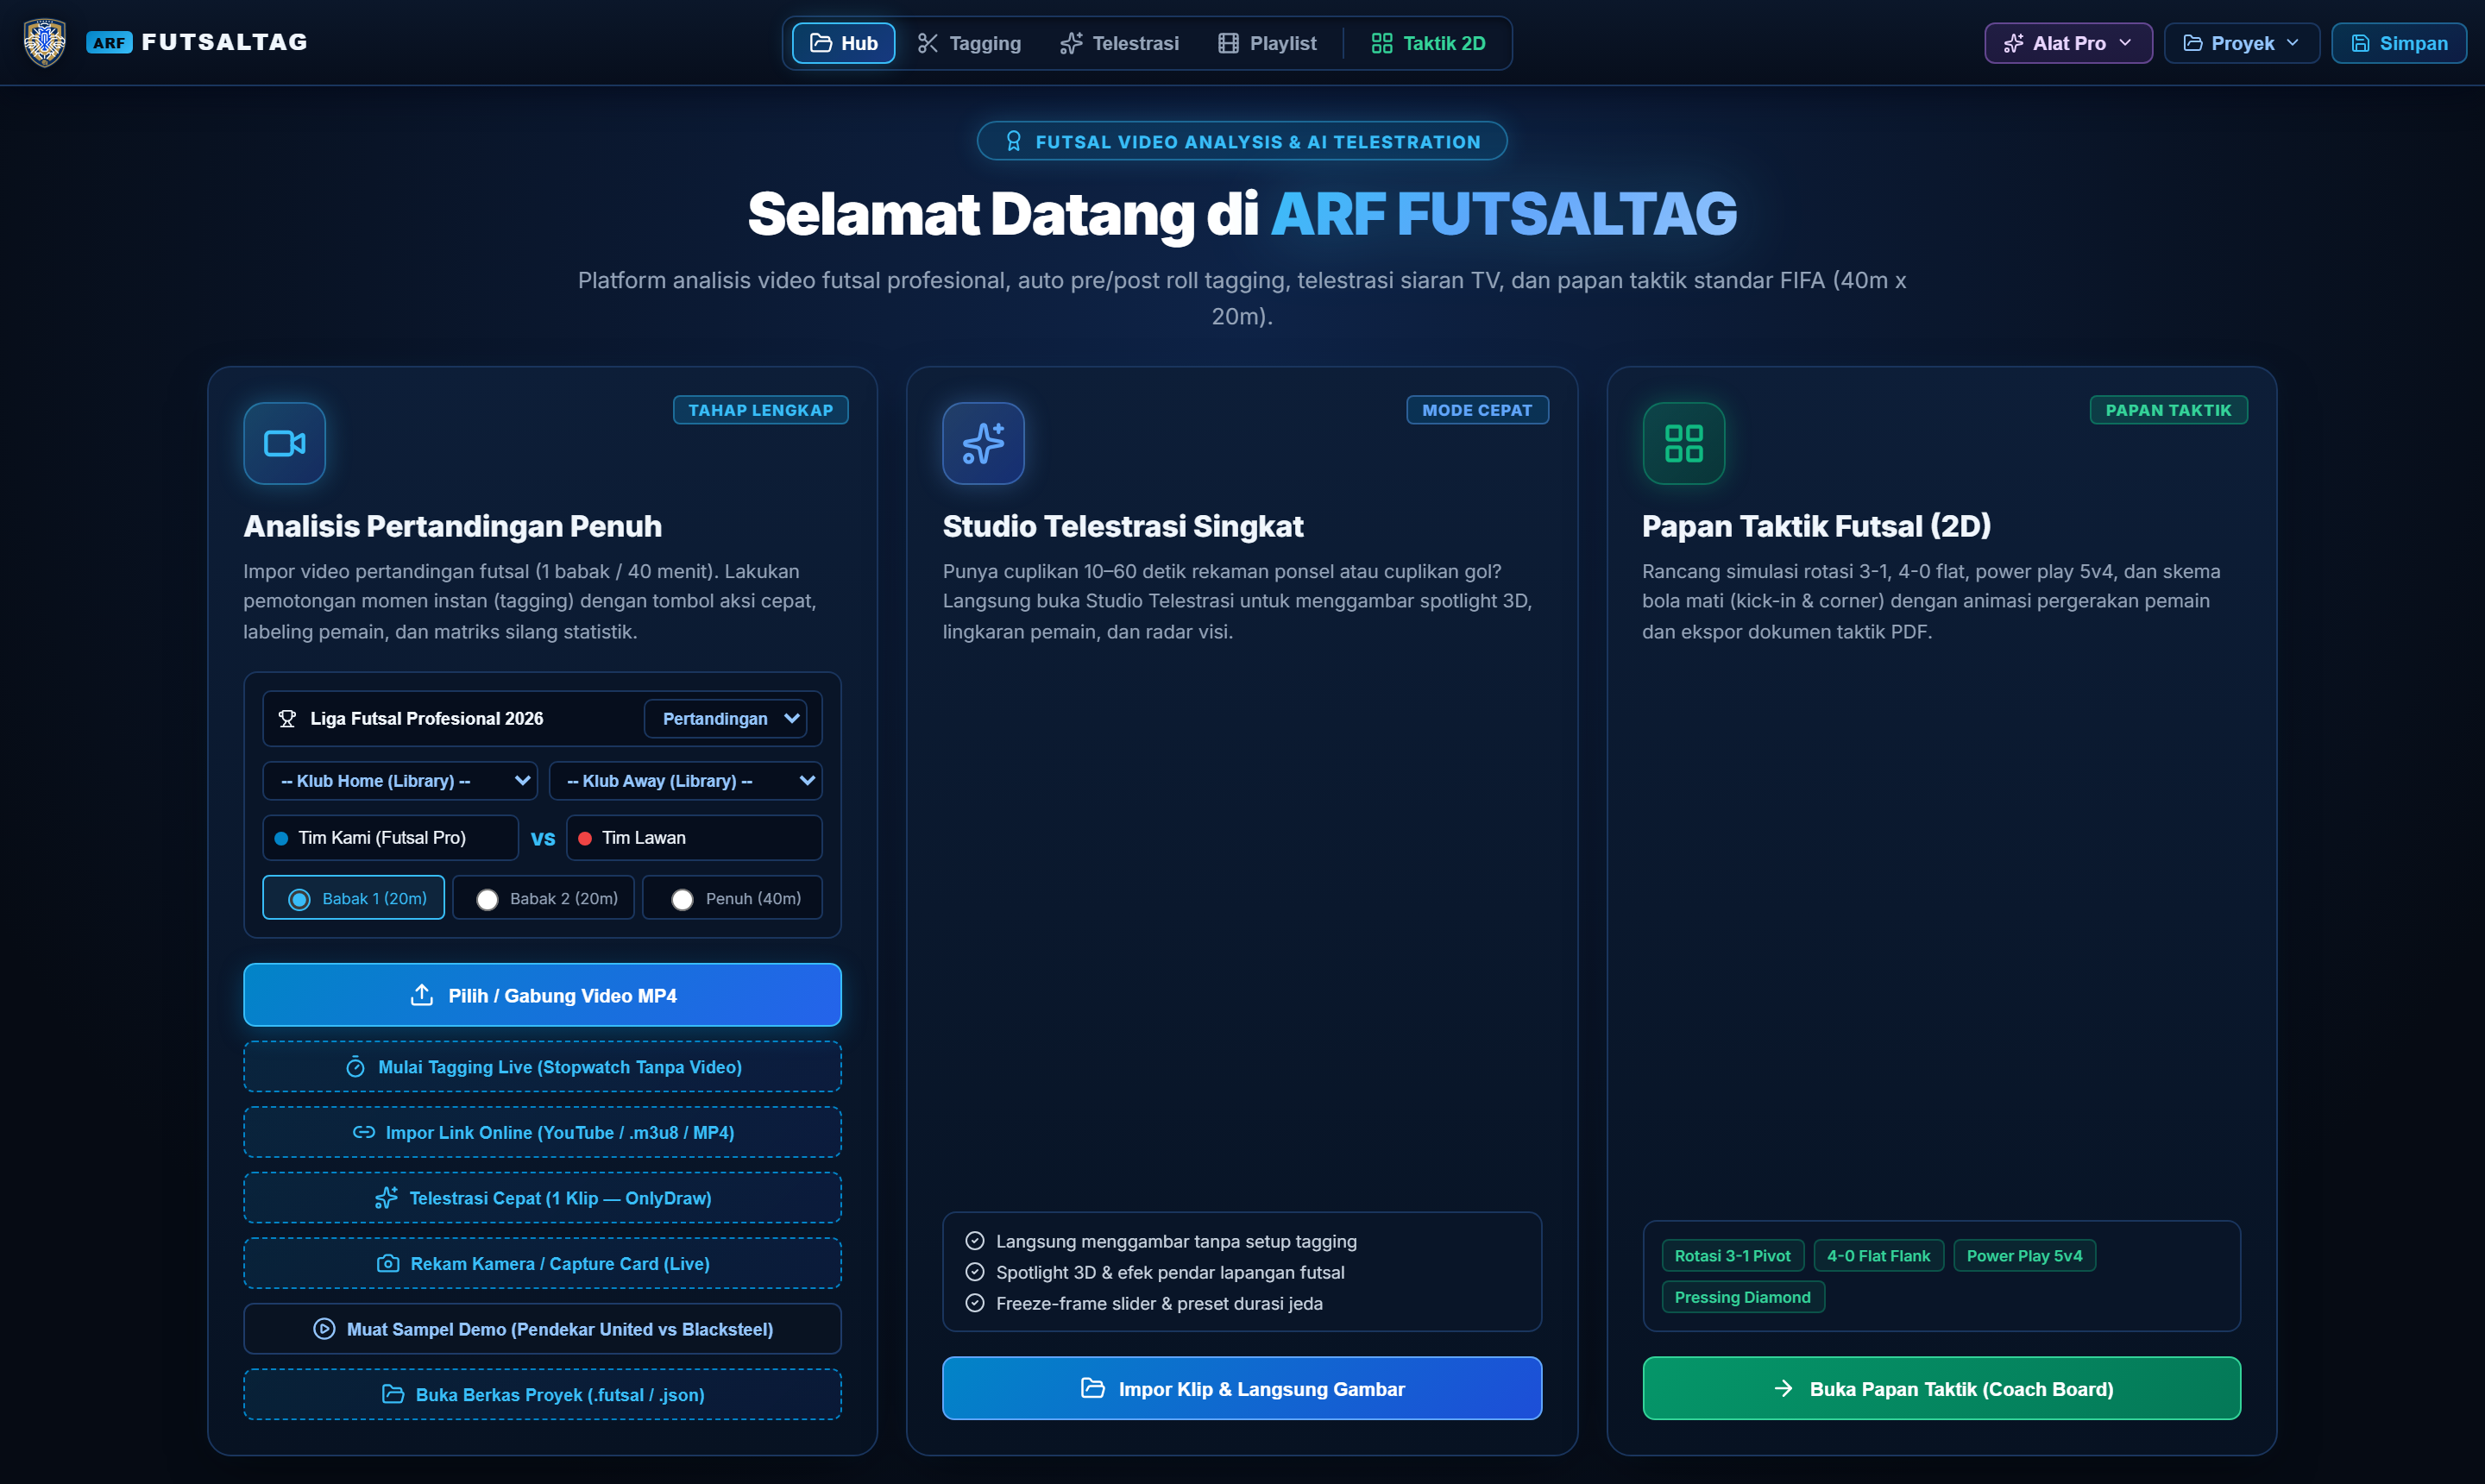 ARF FUTSALTAG
Hub
Tagging
Telestrasi
Playlist
Taktik 2D
Alat Pro
Proyek
Simpan
FUTSAL VIDEO ANALYSIS & AI TELESTRATION
Selamat Datang di ARF FUTSALTAG
Platform analisis video futsal profesional, auto pre/post roll tagging, telestrasi siaran TV, dan papan taktik standar FIFA (40m x
20m).
TAHAP LENGKAP
Analisis Pertandingan Penuh
Impor video pertandingan futsal (1 babak / 40 menit). Lakukan
pemotongan momen instan (tagging) dengan tombol aksi cepat,
labeling pemain, dan matriks silang statistik.
Liga Futsal Profesional 2026
Pertandingan
-- Klub Home (Library) --
-- Klub Away (Library) --
Tim Kami (Futsal Pro)
VS
Tim Lawan
Babak 1 (20m)
Babak 2 (20m)
Penuh (40m)
Pilih / Gabung Video MP4
Mulai Tagging Live (Stopwatch Tanpa Video)
Impor Link Online (YouTube / .m3u8 / MP4)
Telestrasi Cepat (1 Klip — OnlyDraw)
Rekam Kamera / Capture Card (Live)
Muat Sampel Demo (Pendekar United vs Blacksteel)
Buka Berkas Proyek (.futsal / .json)
MODE CEPAT
Studio Telestrasi Singkat
Punya cuplikan 10–60 detik rekaman ponsel atau cuplikan gol?
Langsung buka Studio Telestrasi untuk menggambar spotlight 3D,
lingkaran pemain, dan radar visi.
Langsung menggambar tanpa setup tagging
Spotlight 3D & efek pendar lapangan futsal
Freeze-frame slider & preset durasi jeda
Impor Klip & Langsung Gambar
PAPAN TAKTIK
Papan Taktik Futsal (2D)
Rancang simulasi rotasi 3-1, 4-0 flat, power play 5v4, dan skema
bola mati (kick-in & corner) dengan animasi pergerakan pemain
dan ekspor dokumen taktik PDF.
Rotasi 3-1 Pivot
4-0 Flat Flank
Power Play 5v4
Pressing Diamond
Buka Papan Taktik (Coach Board)